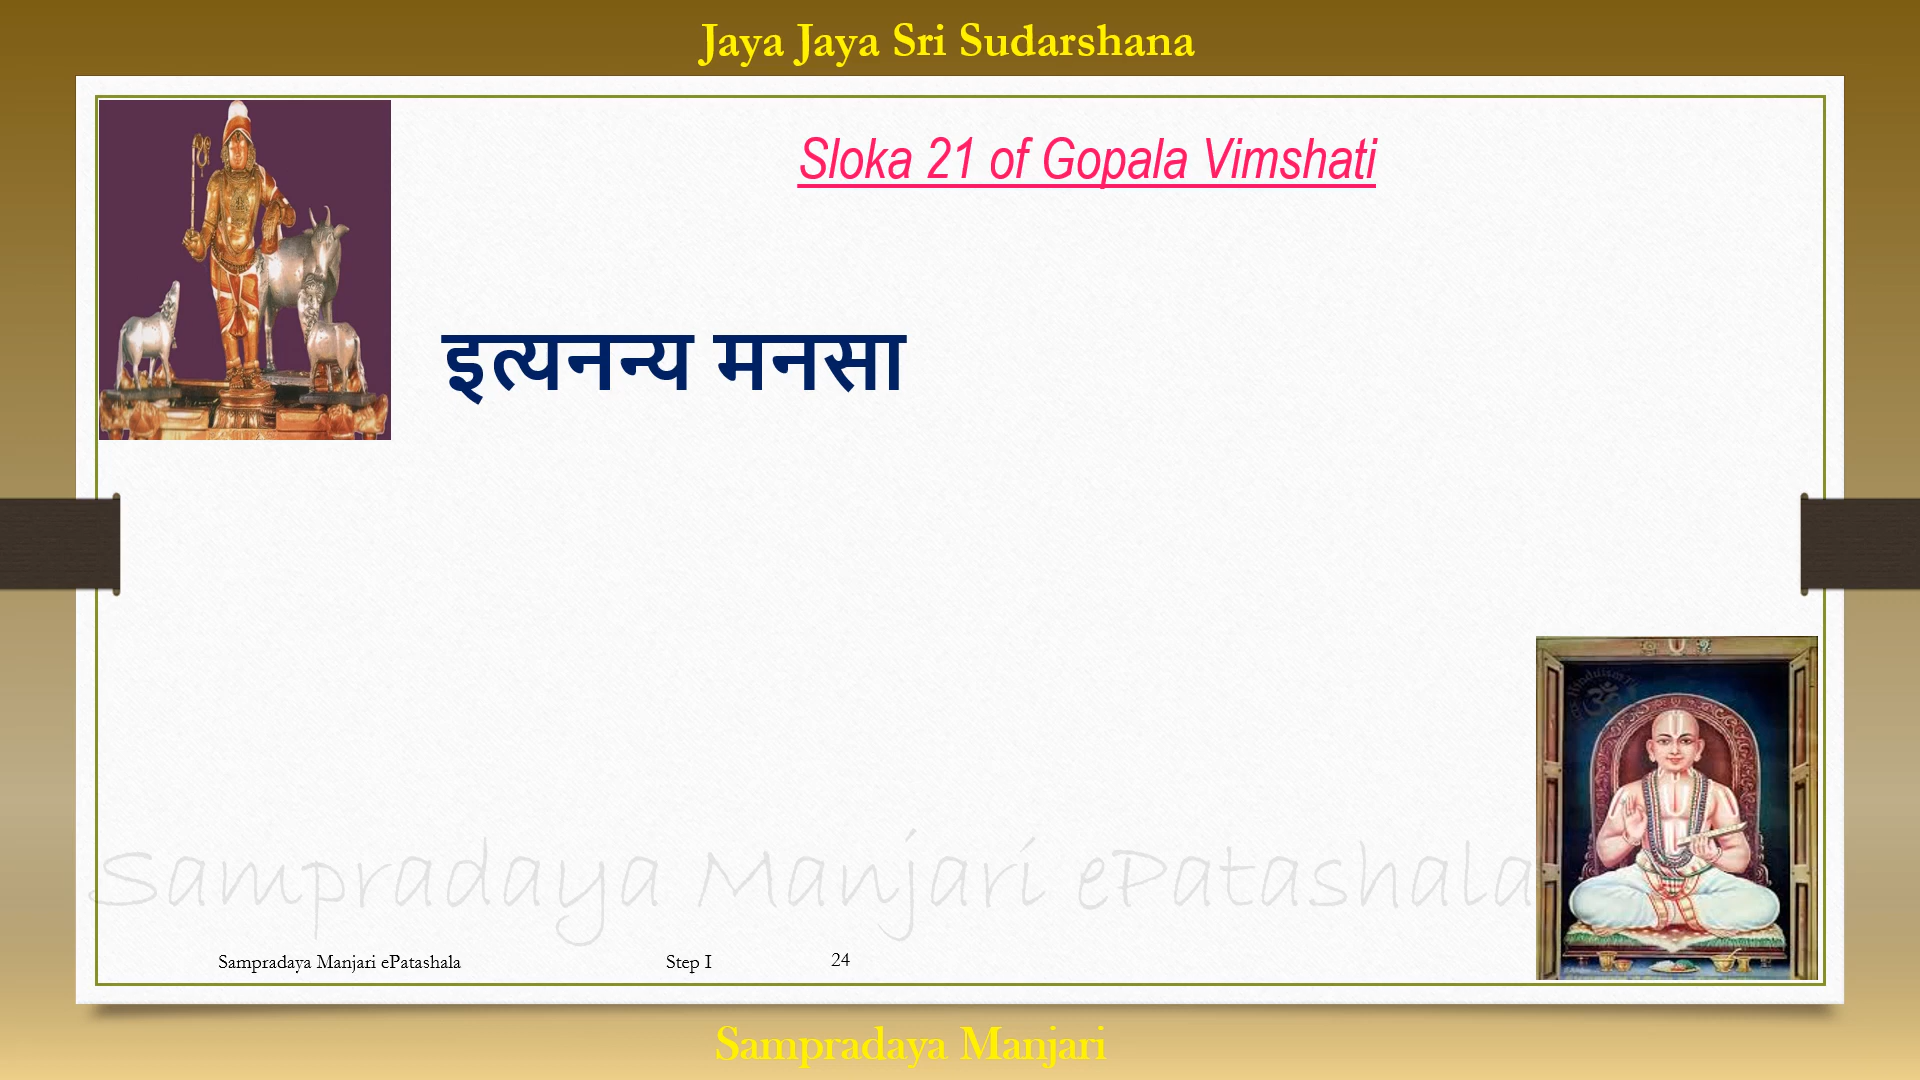 Jaya Jaya Sri Sudarshana
Sloka 21 of Gopala Vimshati
इत्यनन्य मनसा
Sampradaya Manjari ePatashala
Sampradaya Manjari ePatashala Step I 24
Sampradaya Manjari